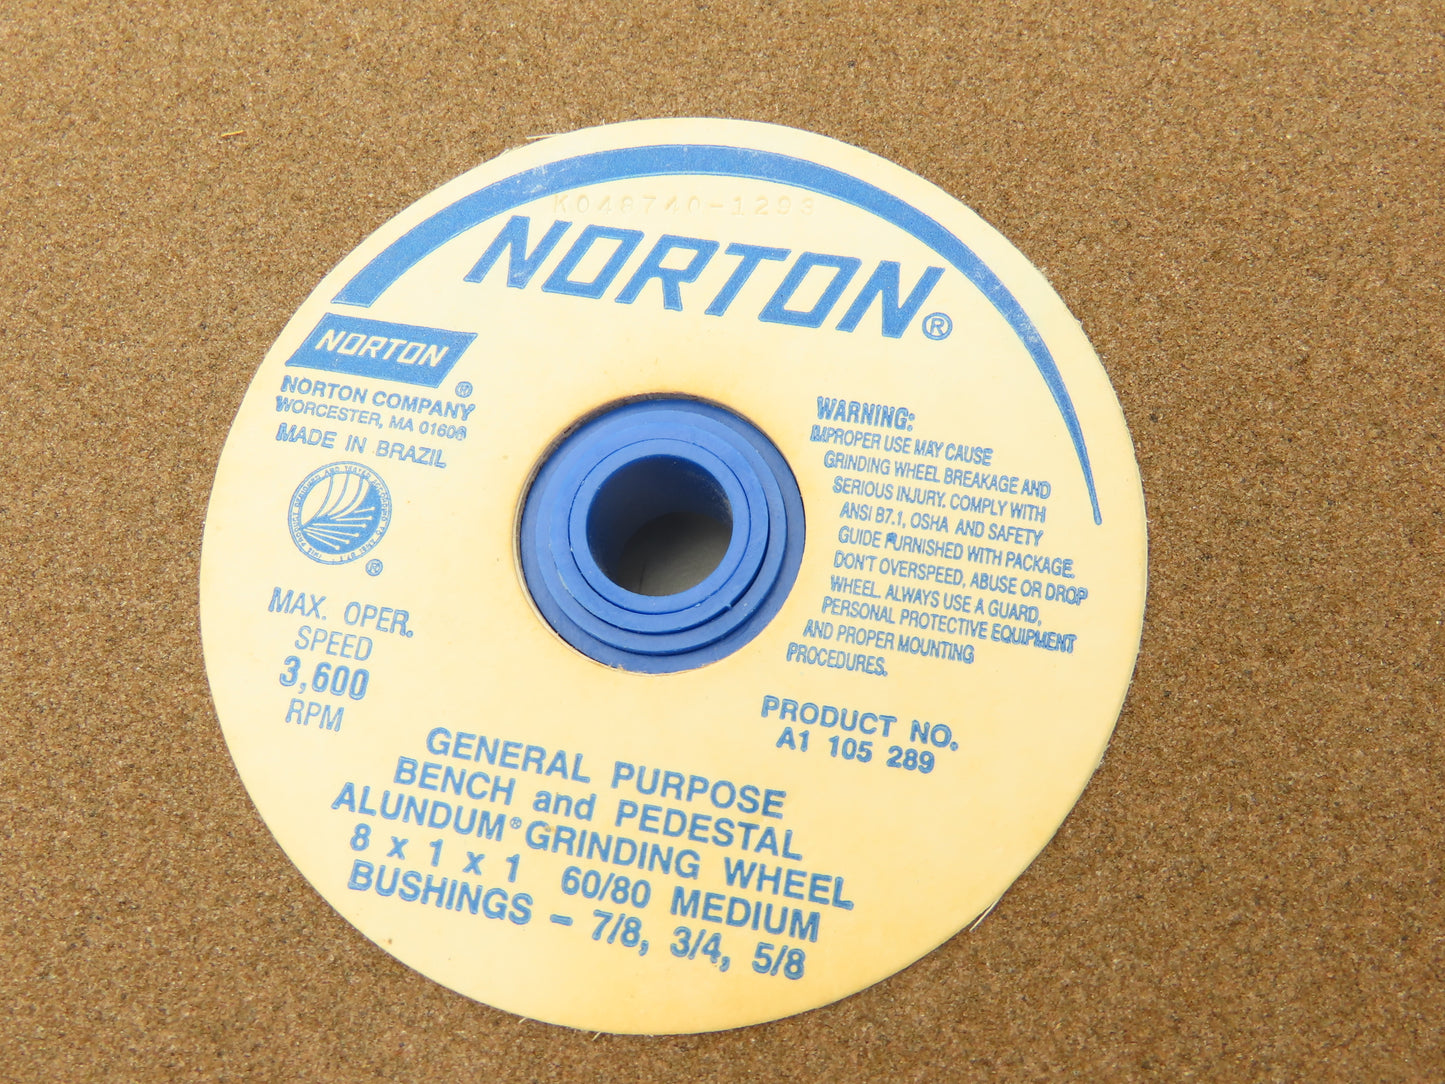 K048740-1293
NORTON®
NORTON®
NORTON COMPANY
WORCESTER, MA 01606
MADE IN BRAZIL
®
MAX. OPER.
SPEED
3,600
RPM
WARNING:
IMPROPER USE MAY CAUSE
GRINDING WHEEL BREAKAGE AND
SERIOUS INJURY. COMPLY WITH
ANSI B7.1, OSHA AND SAFETY
GUIDE FURNISHED WITH PACKAGE.
DON'T OVERSPEED, ABUSE OR DROP
WHEEL. ALWAYS USE A GUARD,
PERSONAL PROTECTIVE EQUIPMENT
AND PROPER MOUNTING
PROCEDURES.
PRODUCT NO.
A1 105 289
GENERAL PURPOSE
BENCH and PEDESTAL
ALUNDUM® GRINDING WHEEL
8 x 1 x 1 60/80 MEDIUM
BUSHINGS – 7/8, 3/4, 5/8